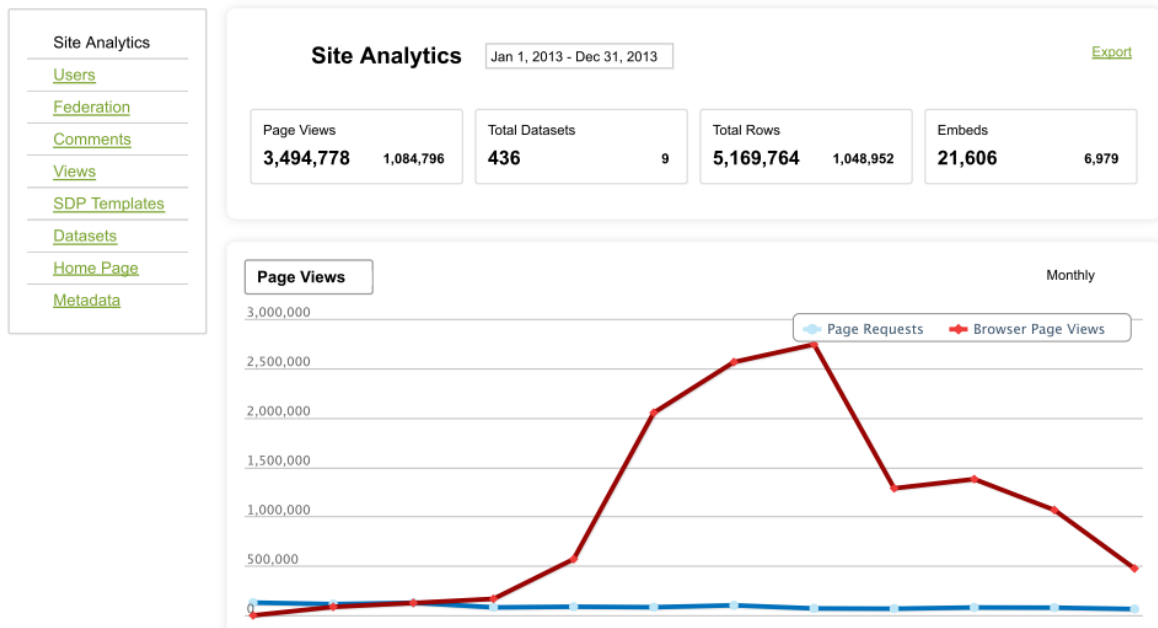 Site Analytics
Users
Federation
Comments
Views
SDP Templates
Datasets
Home Page
Metadata
Site Analytics Jan 1, 2013 - Dec 31, 2013 Export
Page Views
3,494,778 1,084,796
Total Datasets
436 9
Total Rows
5,169,764 1,048,952
Embeds
21,606 6,979
Page Views Monthly
3,000,000
Page Requests Browser Page Views
2,500,000
2,000,000
1,500,000
1,000,000
500,000
0